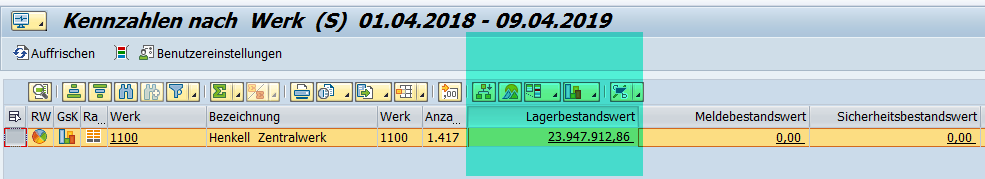 Kennzahlen nach Werk (S) 01.04.2018 - 09.04.2019
Auffrischen Benutzereinstellungen
RW GsK Ra... Werk Bezeichnung Werk Anza... Lagerbestandswert Meldebestandswert Sicherheitsbestandswert
1100 Henkell Zentralwerk 1100 1.417 23.947.912,86 0,00 0,00